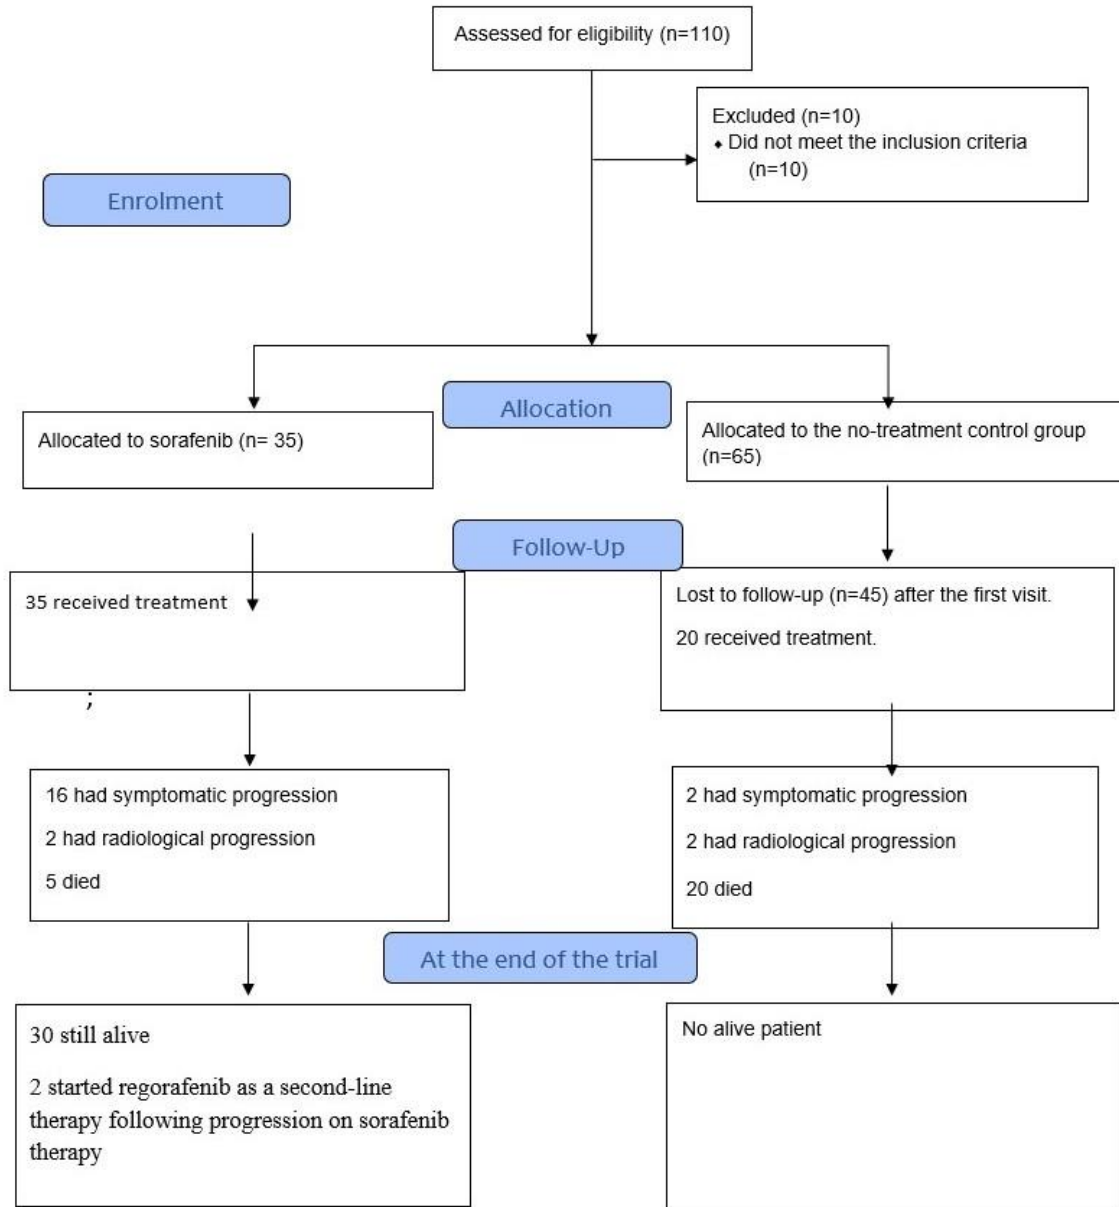 Assessed for eligibility (n=110)
Excluded (n=10)
⬧ Did not meet the inclusion criteria
(n=10)
Enrolment
Allocation
Allocated to sorafenib (n= 35)
Allocated to the no-treatment control group
(n=65)
Follow-Up
35 received treatment
;
Lost to follow-up (n=45) after the first visit.
20 received treatment.
16 had symptomatic progression
2 had radiological progression
5 died
2 had symptomatic progression
2 had radiological progression
20 died
At the end of the trial
30 still alive
2 started regorafenib as a second-line
therapy following progression on sorafenib
therapy
No alive patient